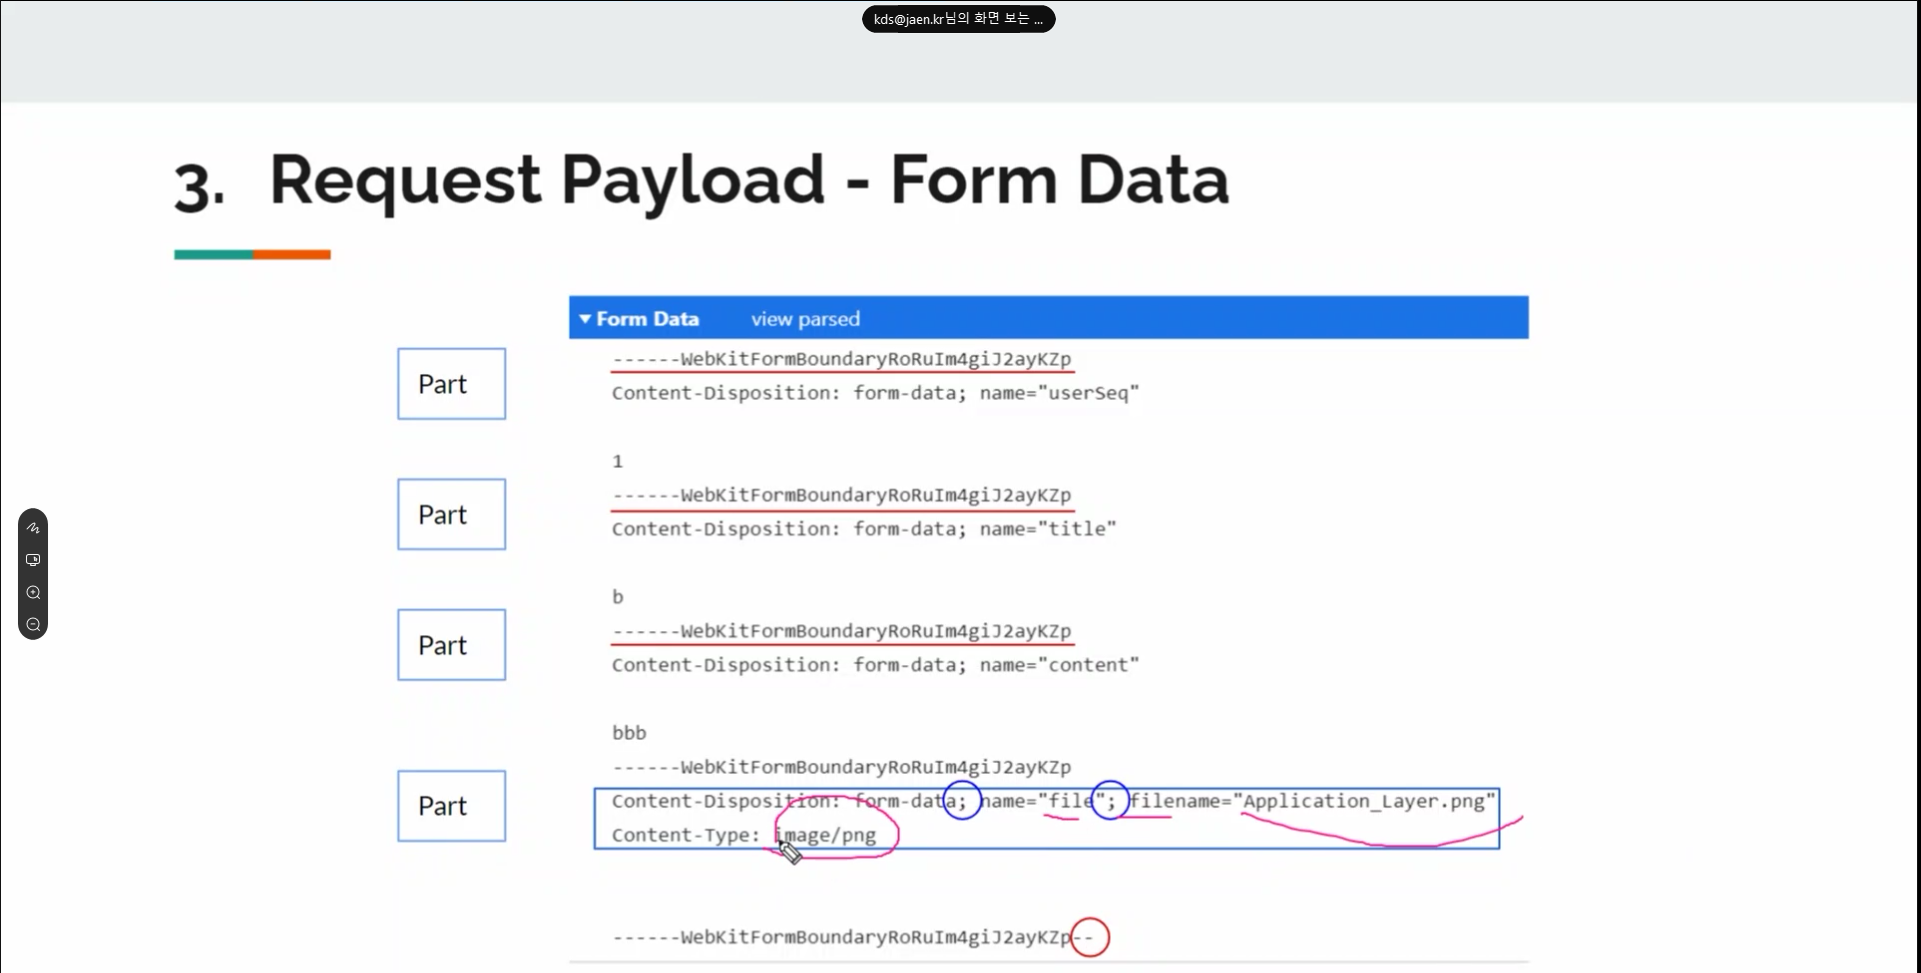 kds@jaen.kr님의 화면 보는 ...
3. Request Payload - Form Data
Form Data view parsed
Part
------WebKitFormBoundaryRoRuIm4giJ2ayKZp
Content-Disposition: form-data; name="userSeq"
1
Part
------WebKitFormBoundaryRoRuIm4giJ2ayKZp
Content-Disposition: form-data; name="title"
b
Part
------WebKitFormBoundaryRoRuIm4giJ2ayKZp
Content-Disposition: form-data; name="content"
bbb
------WebKitFormBoundaryRoRuIm4giJ2ayKZp
Part
Content-Disposition: form-data; name="file"; filename="Application_Layer.png"
Content-Type: image/png
------WebKitFormBoundaryRoRuIm4giJ2ayKZp--